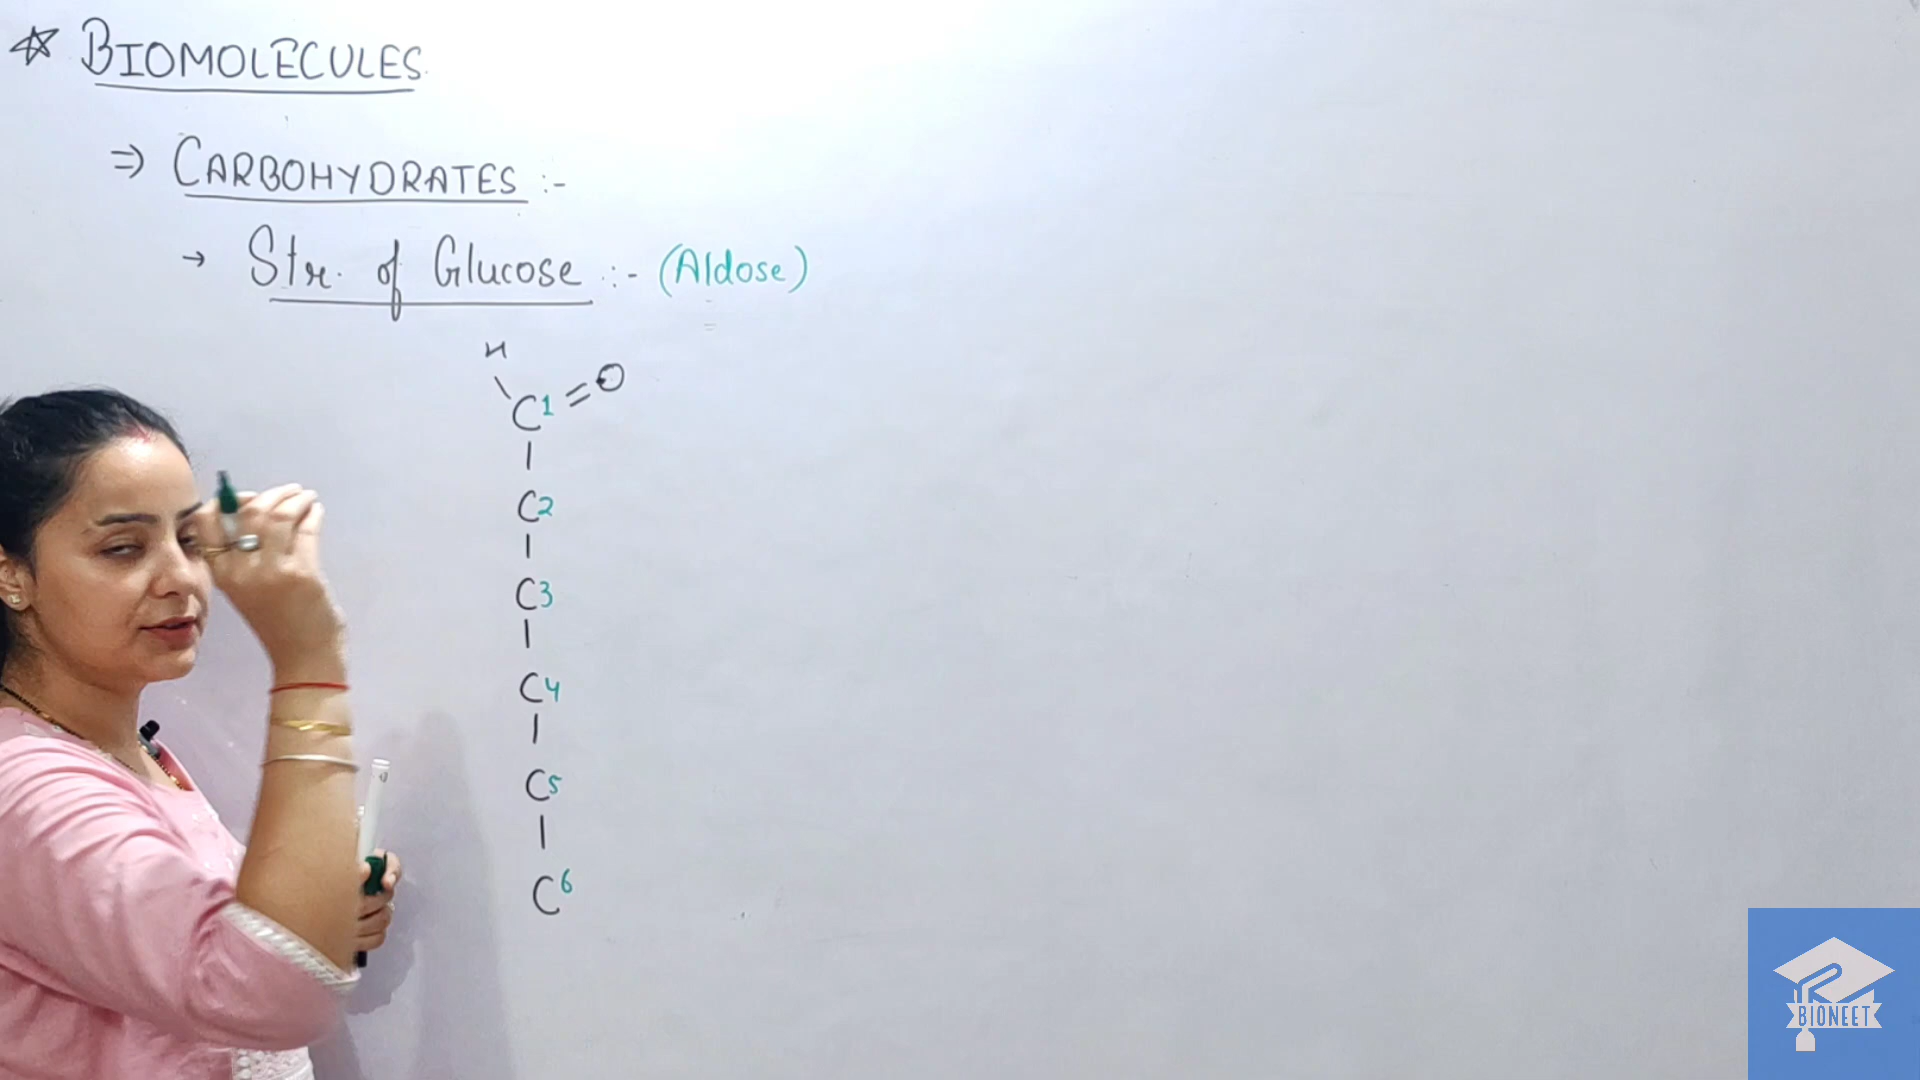 ☆ BIOMOLECULES
⇒ CARBOHYDRATES :-
→ Str. of Glucose :- (Aldose)
H
C1 = O
C2
C3
C4
C5
C6
BIONEET